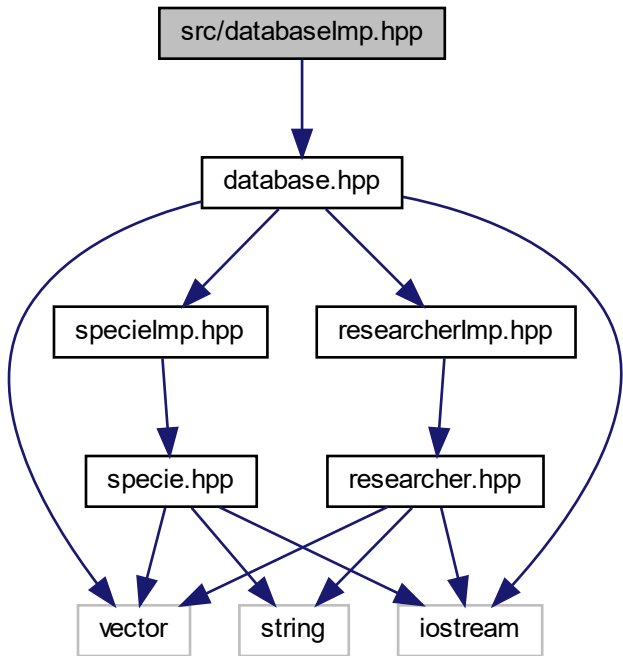 src/databaseImp.hpp
database.hpp
specieImp.hpp
researcherImp.hpp
specie.hpp
researcher.hpp
vector
string
iostream